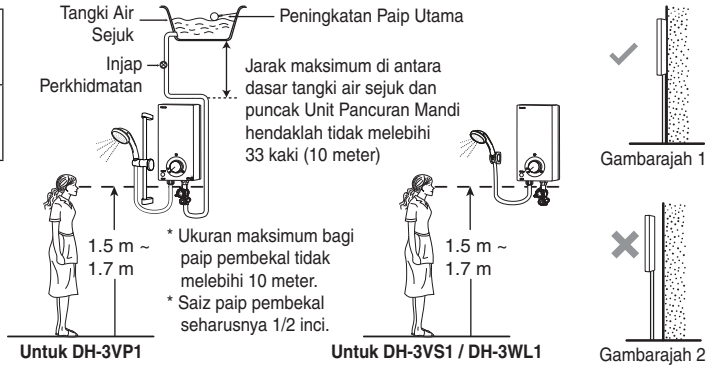 Tangki Air
Sejuk
Peningkatan Paip Utama
Injap
Perkhidmatan
Jarak maksimum di antara
dasar tangki air sejuk dan
puncak Unit Pancuran Mandi
hendaklah tidak melebihi
33 kaki (10 meter)
1.5 m ~
1.7 m
* Ukuran maksimum bagi
paip pembekal tidak
melebihi 10 meter.
* Saiz paip pembekal
seharusnya 1/2 inci.
1.5 m ~
1.7 m
Untuk DH-3VP1
Untuk DH-3VS1 / DH-3WL1
Gambarajah 1
Gambarajah 2